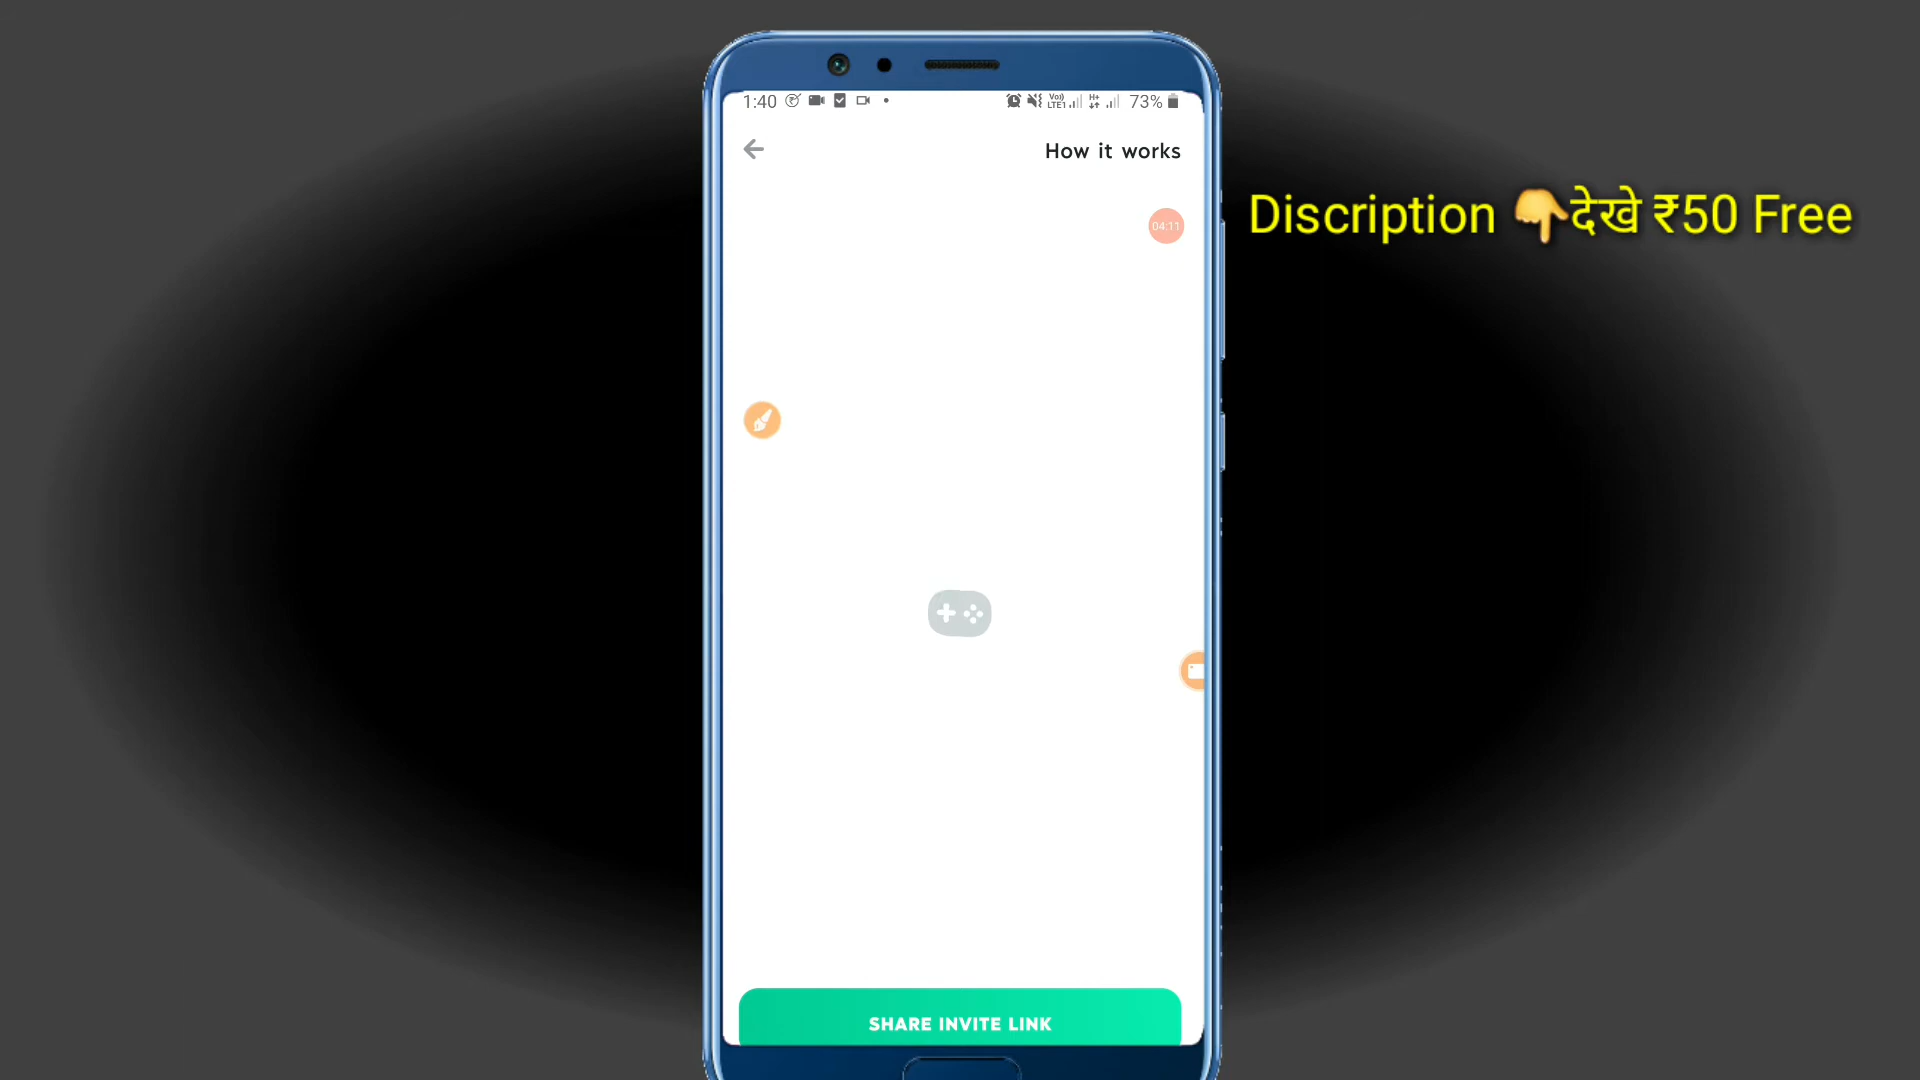 1:40 73%
How it works
Discription 👇देखे ₹50 Free
04:11
SHARE INVITE LINK